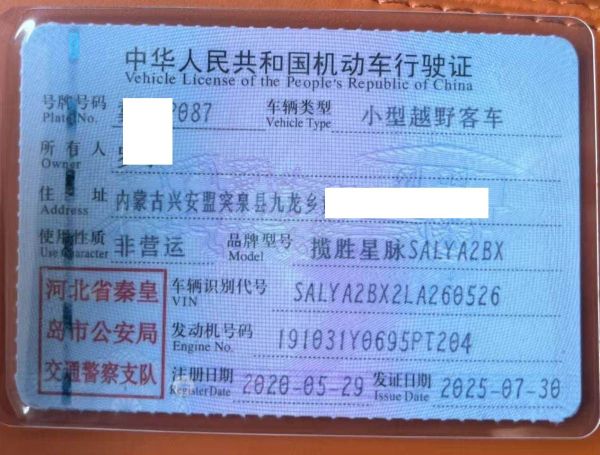 中华人民共和国机动车行驶证
Vehicle License of the People's Republic of China
号牌号码 087 车辆类型 小型越野客车
Plate No. Vehicle Type
所有人
Owner
住址 内蒙古兴安盟突泉县九龙乡
Address
使用性质 非营运 品牌型号 揽胜星脉SALYA2BX
Use Character Model
河北省秦皇 车辆识别代号 SALYA2BX2LA260526
VIN
岛市公安局 发动机号码 191031Y0695PT204
Engine No.
交通警察支队 注册日期 2020-05-29 发证日期 2025-07-30
Register Date Issue Date